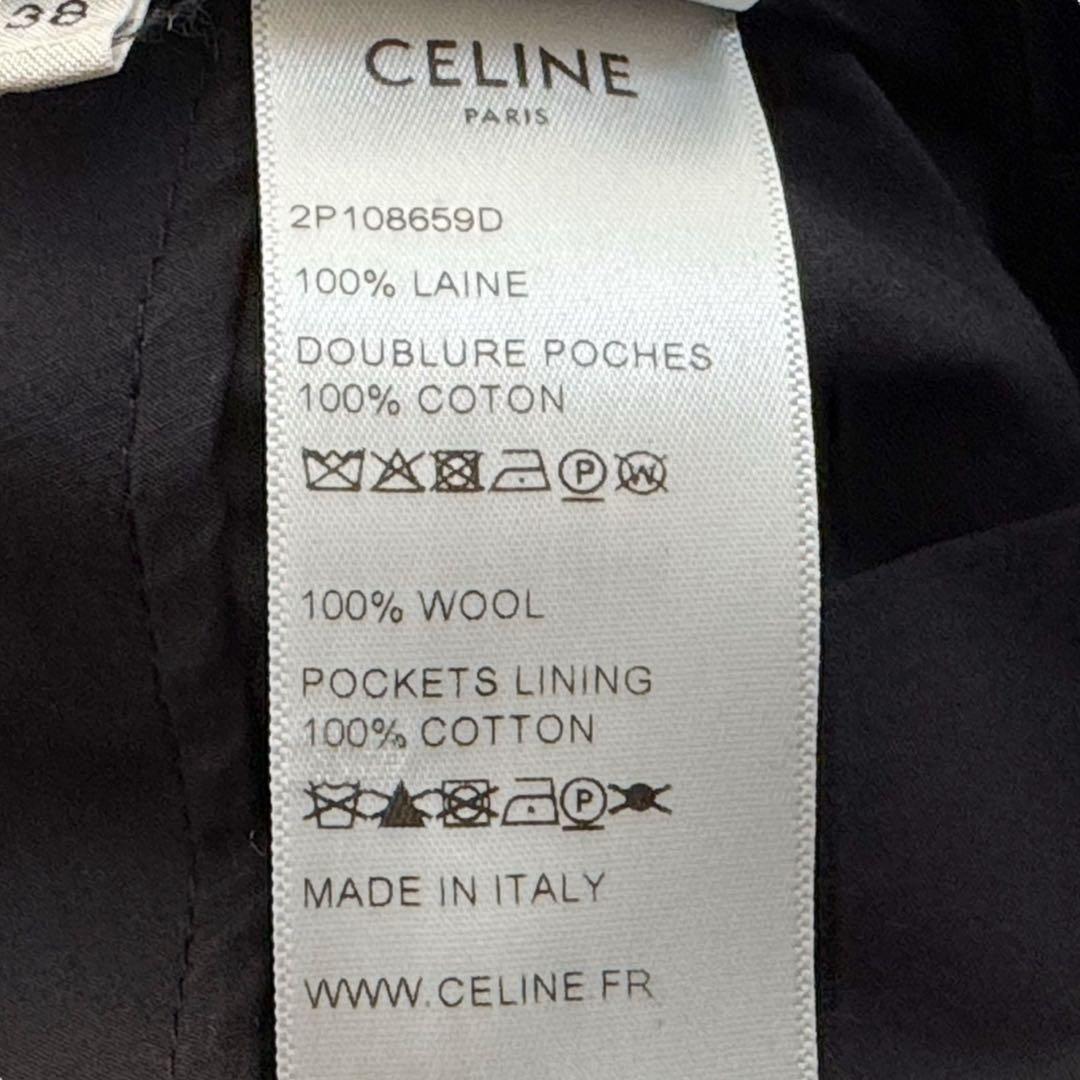 38
CELINE
PARIS
2P108659D
100% LAINE
DOUBLURE POCHES
100% COTON
P W
100% WOOL
POCKETS LINING
100% COTTON
P
MADE IN ITALY
WWW.CELINE.FR